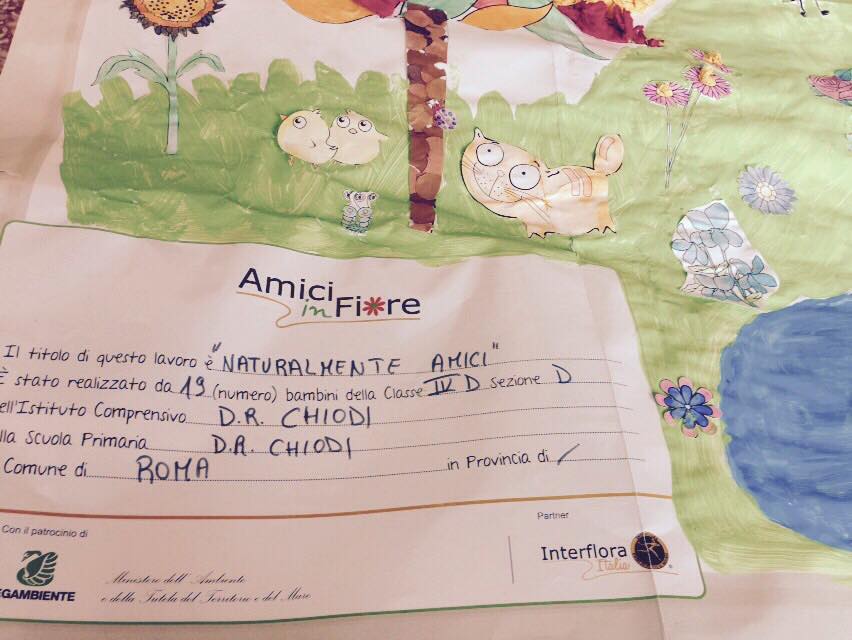 Amici
in Fiore
Il titolo di questo lavoro è "NATURALMENTE AMICI"
È stato realizzato da 19 (numero) bambini della Classe IV D Sezione D
ell'Istituto Comprensivo D.R. CHIODI
lla Scuola Primaria D.R. CHIODI
Comune di ROMA in Provincia di /
Con il patrocinio di
Partner
EGAMBIENTE
Ministero dell'Ambiente
e della Tutela del Territorio e del Mare
Interflora
Italia